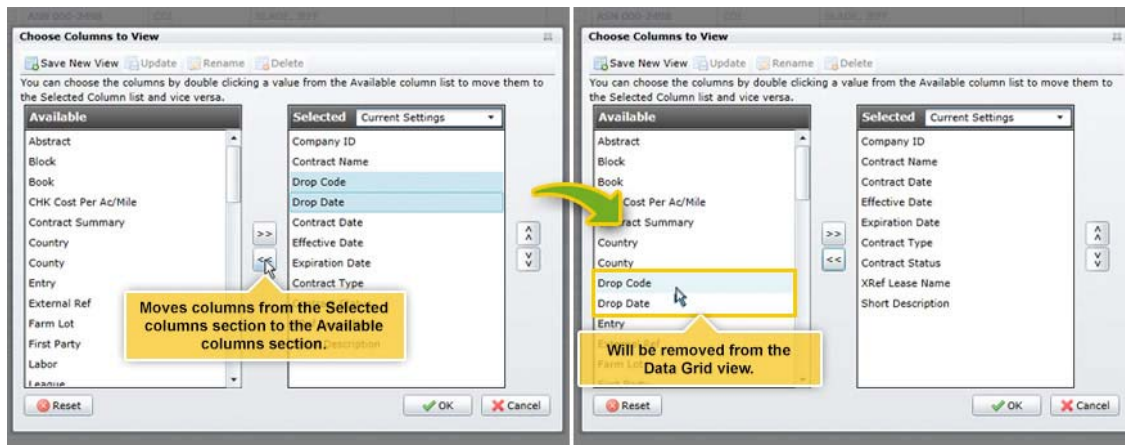 Choose Columns to View
Save New View Update Rename Delete
You can choose the columns by double clicking a value from the Available column list to move them to
the Selected Column list and vice versa.
Available
Abstract
Block
Book
CHK Cost Per Ac/Mile
Contract Summary
Country
County
Entry
External Ref
Farm Lot
First Party
Labor
League
>>
<<
Selected Current Settings
Company ID
Contract Name
Drop Code
Drop Date
Contract Date
Effective Date
Expiration Date
Contract Type
Moves columns from the Selected
columns section to the Available
columns section.
Reset
OK Cancel
Choose Columns to View
Save New View Update Rename Delete
You can choose the columns by double clicking a value from the Available column list to move them to
the Selected Column list and vice versa.
Available
Abstract
Block
Book
Cost Per Ac/Mile
Summary
Country
County
Drop Code
Drop Date
Entry
External Ref
Farm Lot
First Party
>>
<<
Selected Current Settings
Company ID
Contract Name
Contract Date
Effective Date
Expiration Date
Contract Type
Contract Status
XRef Lease Name
Short Description
Will be removed from the
Data Grid view.
Reset
OK Cancel